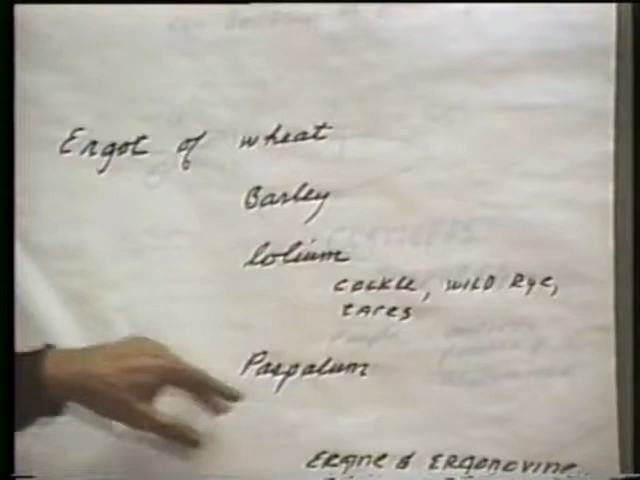 Ergot of wheat
Barley
lolium
cockle, wild Rye,
tares
Paspalum
Ergine & Ergonovine